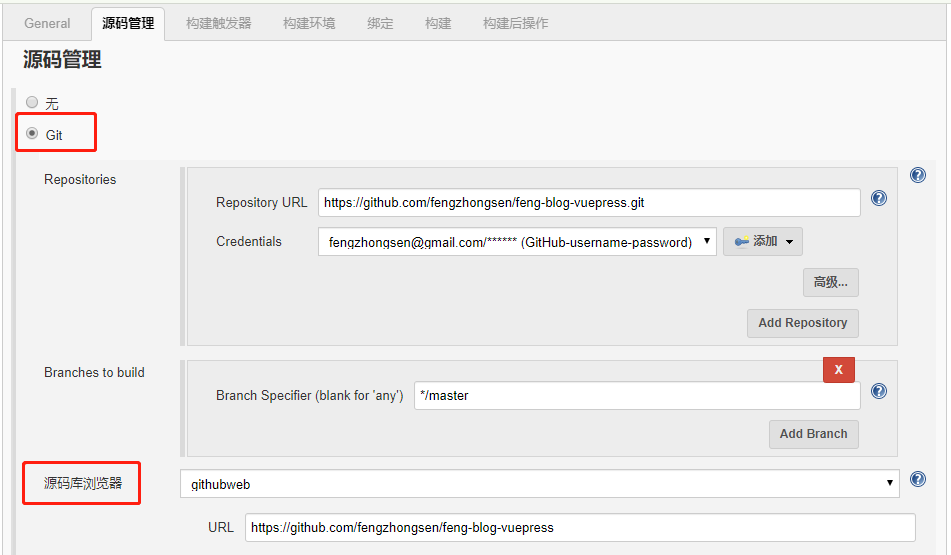 General 源码管理 构建触发器 构建环境 绑定 构建 构建后操作
源码管理
无
Git
Repositories
Repository URL https://github.com/fengzhongsen/feng-blog-vuepress.git
Credentials fengzhongsen@gmail.com/****** (GitHub-username-password) 添加
高级...
Add Repository
Branches to build
X
Branch Specifier (blank for 'any') */master
Add Branch
源码库浏览器 githubweb
URL https://github.com/fengzhongsen/feng-blog-vuepress